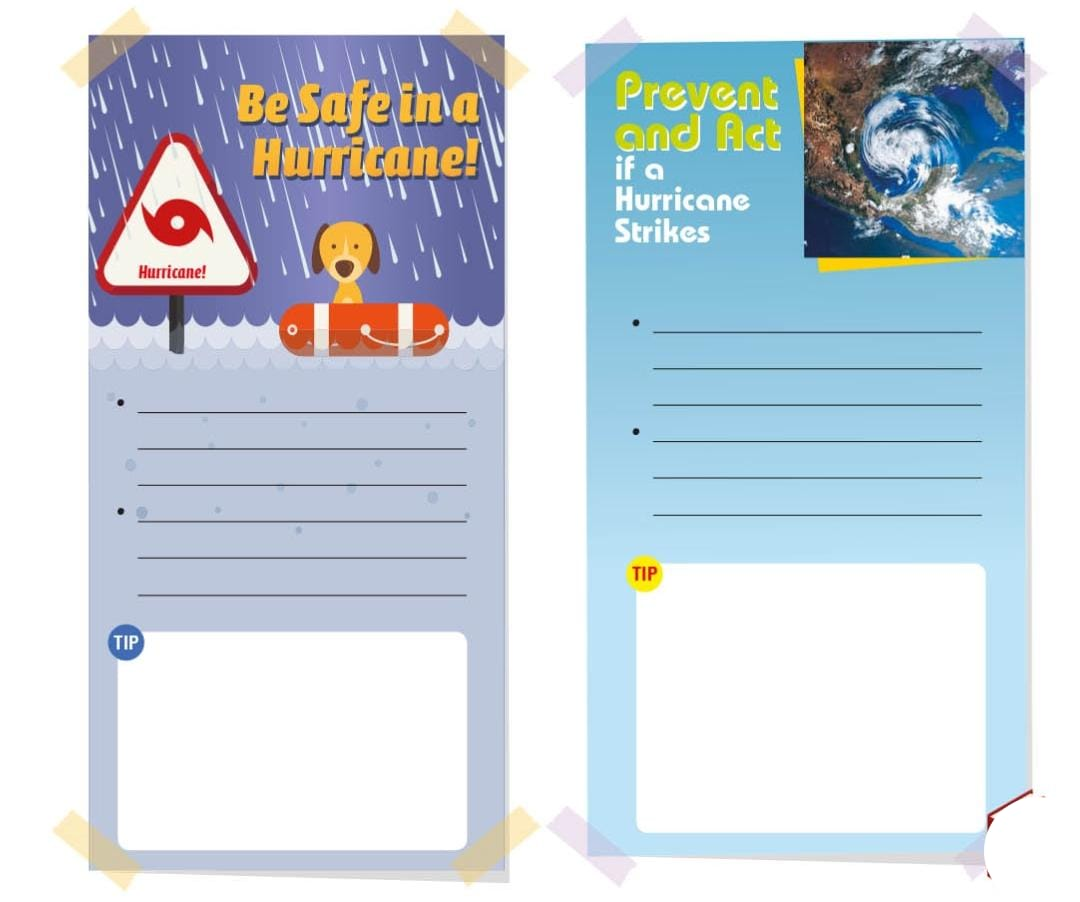 Be Safe in a
Hurricane!
Hurricane!
TIP
Prevent
and Act
if a
Hurricane
Strikes
TIP